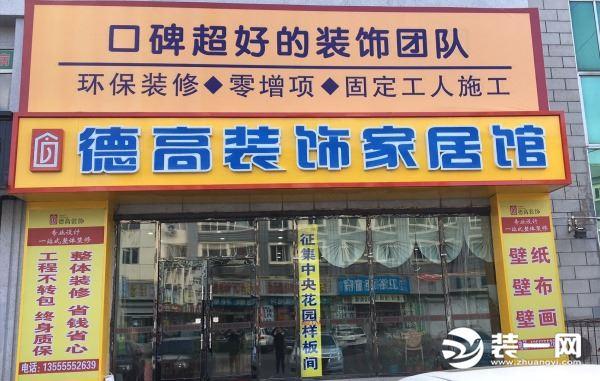 口碑超好的装饰团队
环保装修◆零增项◆固定工人施工
德高装饰家居馆
德高装饰
专业设计
一站式整体整修
整体装修 省钱省心
工程不转包 终身质保
电话:13555552639
征集中央花园样板间
德高装饰
专业设计
一站式整体装修
壁纸
壁布
壁画
装一网
www.zhuangyi.com